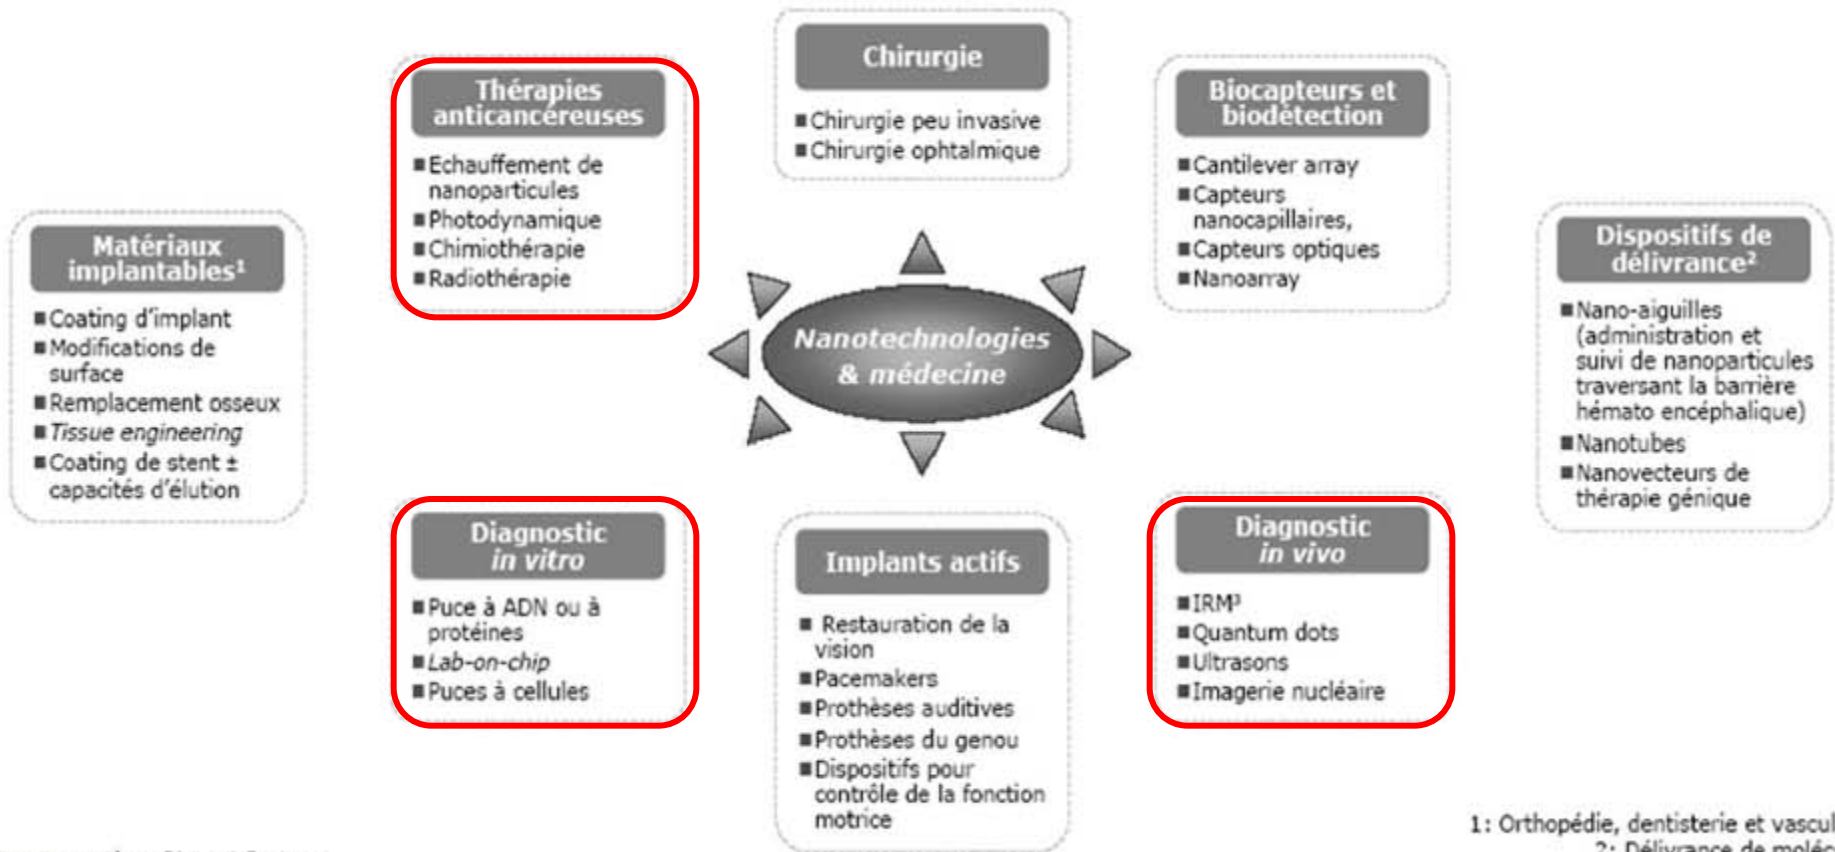 Chirurgie
■Chirurgie peu invasive
■Chirurgie ophtalmique
Thérapies
anticancéreuses
■Echauffement de
nanoparticules
■Photodynamique
■Chimiothérapie
■Radiothérapie
Biocapteurs et
biodétection
■Cantilever array
■Capteurs
nanocapillaires,
■Capteurs optiques
■Nanoarray
Matériaux
implantables¹
■Coating d'implant
■Modifications de
surface
■Remplacement osseux
■Tissue engineering
■Coating de stent ±
capacités d'élution
Nanotechnologies
& médecine
Dispositifs de
délivrance²
■Nano-aiguilles
(administration et
suivi de nanoparticules
traversant la barrière
hémato encéphalique)
■Nanotubes
■Nanovecteurs de
thérapie génique
Diagnostic
in vitro
■Puce à ADN ou à
protéines
■Lab-on-chip
■Puces à cellules
Implants actifs
■ Restauration de la
vision
■Pacemakers
■Prothèses auditives
■Prothèses du genou
■Dispositifs pour
contrôle de la fonction
motrice
Diagnostic
in vivo
■IRM³
■Quantum dots
■Ultrasons
■Imagerie nucléaire
1: Orthopédie, dentisterie et
²: Délivrance de